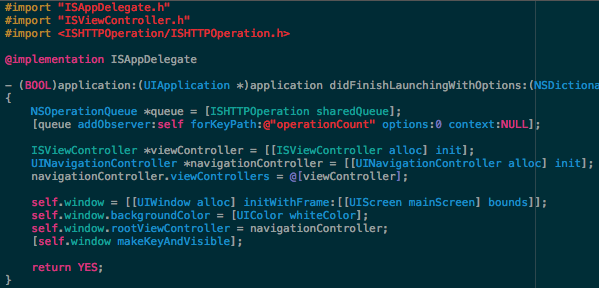 #import "ISAppDelegate.h"
#import "ISViewController.h"
#import <ISHTTPOperation/ISHTTPOperation.h>
@implementation ISAppDelegate
- (BOOL)application:(UIApplication *)application didFinishLaunchingWithOptions:(NSDictiona
{
NSOperationQueue *queue = [ISHTTPOperation sharedQueue];
[queue addObserver:self forKeyPath:@"operationCount" options:0 context:NULL];
ISViewController *viewController = [[ISViewController alloc] init];
UINavigationController *navigationController = [[UINavigationController alloc] init];
navigationController.viewControllers = @[viewController];
self.window = [[UIWindow alloc] initWithFrame:[[UIScreen mainScreen] bounds]];
self.window.backgroundColor = [UIColor whiteColor];
self.window.rootViewController = navigationController;
[self.window makeKeyAndVisible];
return YES;
}